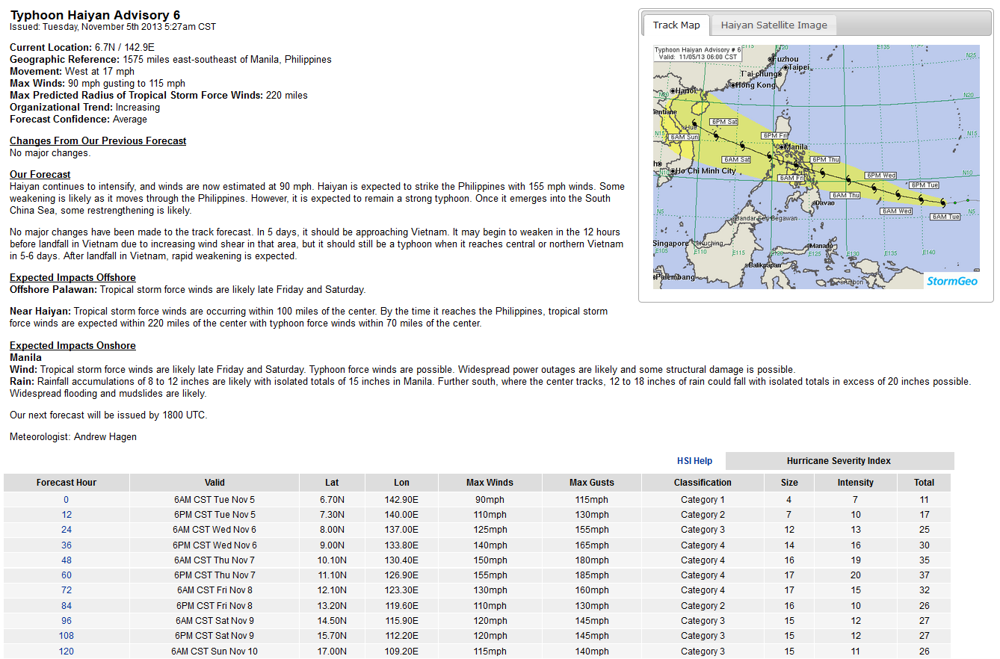 Typhoon Haiyan Advisory 6
Issued: Tuesday, November 5th 2013 5:27am CST
Current Location: 6.7N / 142.9E
Geographic Reference: 1575 miles east-southeast of Manila, Philippines
Movement: West at 17 mph
Max Winds: 90 mph gusting to 115 mph
Max Predicted Radius of Tropical Storm Force Winds: 220 miles
Organizational Trend: Increasing
Forecast Confidence: Average
Changes From Our Previous Forecast
No major changes.
Our Forecast
Haiyan continues to intensify, and winds are now estimated at 90 mph. Haiyan is expected to strike the Philippines with 155 mph winds. Some
weakening is likely as it moves through the Philippines. However, it is expected to remain a strong typhoon. Once it emerges into the South
China Sea, some restrengthening is likely.
No major changes have been made to the track forecast. In 5 days, it should be approaching Vietnam. It may begin to weaken in the 12 hours
before landfall in Vietnam due to increasing wind shear in that area, but it should still be a typhoon when it reaches central or northern Vietnam
in 5-6 days. After landfall in Vietnam, rapid weakening is expected.
Expected Impacts Offshore
Offshore Palawan: Tropical storm force winds are likely late Friday and Saturday.
Near Haiyan: Tropical storm force winds are occurring within 100 miles of the center. By the time it reaches the Philippines, tropical storm
force winds are expected within 220 miles of the center with typhoon force winds within 70 miles of the center.
Expected Impacts Onshore
Manila
Wind: Tropical storm force winds are likely late Friday and Saturday. Typhoon force winds are possible. Widespread power outages are likely and some structural damage is possible.
Rain: Rainfall accumulations of 8 to 12 inches are likely with isolated totals of 15 inches in Manila. Further south, where the center tracks, 12 to 18 inches of rain could fall with isolated totals in excess of 20 inches possible.
Widespread flooding and mudslides are likely.
Our next forecast will be issued by 1800 UTC.
Meteorologist: Andrew Hagen
Track Map Haiyan Satellite Image
Typhoon Haiyan Advisory # 6 E115 E120 E135
Valid: 11/05/13 06:00 CST
Fuzhou N25
Taipei
T'ai-chung
Hong Kong
Hanoi N20
N20
entiane
6PM Sat
Hue
N15 6AM Sun 6PM Fri N15
Manila
6AM Sat 6PM Thu
N10 Ho Chi Minh City 6AM Fri 6PM Wed N10
6PM Tue
6AM Thu
Davao
N5 6AM Wed N5
Bandar Seri Begawan 6AM Tue
Singapore Kuching Manado
E105 E110 E115 E120 E125 E130 E135 E140
Balikpapan
Palembang Ambon
StormGeo
HSI Help Hurricane Severity Index
Forecast Hour Valid Lat Lon Max Winds Max Gusts Classification Size Intensity Total
0 6AM CST Tue Nov 5 6.70N 142.90E 90mph 115mph Category 1 4 7 11
12 6PM CST Tue Nov 5 7.30N 140.00E 110mph 130mph Category 2 7 10 17
24 6AM CST Wed Nov 6 8.00N 137.00E 125mph 155mph Category 3 12 13 25
36 6PM CST Wed Nov 6 9.00N 133.80E 140mph 165mph Category 4 14 16 30
48 6AM CST Thu Nov 7 10.10N 130.40E 150mph 180mph Category 4 16 19 35
60 6PM CST Thu Nov 7 11.10N 126.90E 155mph 185mph Category 4 17 20 37
72 6AM CST Fri Nov 8 12.10N 123.30E 130mph 160mph Category 4 17 15 32
84 6PM CST Fri Nov 8 13.20N 119.60E 110mph 130mph Category 2 16 10 26
96 6AM CST Sat Nov 9 14.50N 115.90E 120mph 145mph Category 3 15 12 27
108 6PM CST Sat Nov 9 15.70N 112.20E 120mph 145mph Category 3 15 12 27
120 6AM CST Sun Nov 10 17.00N 109.20E 115mph 140mph Category 3 15 11 26